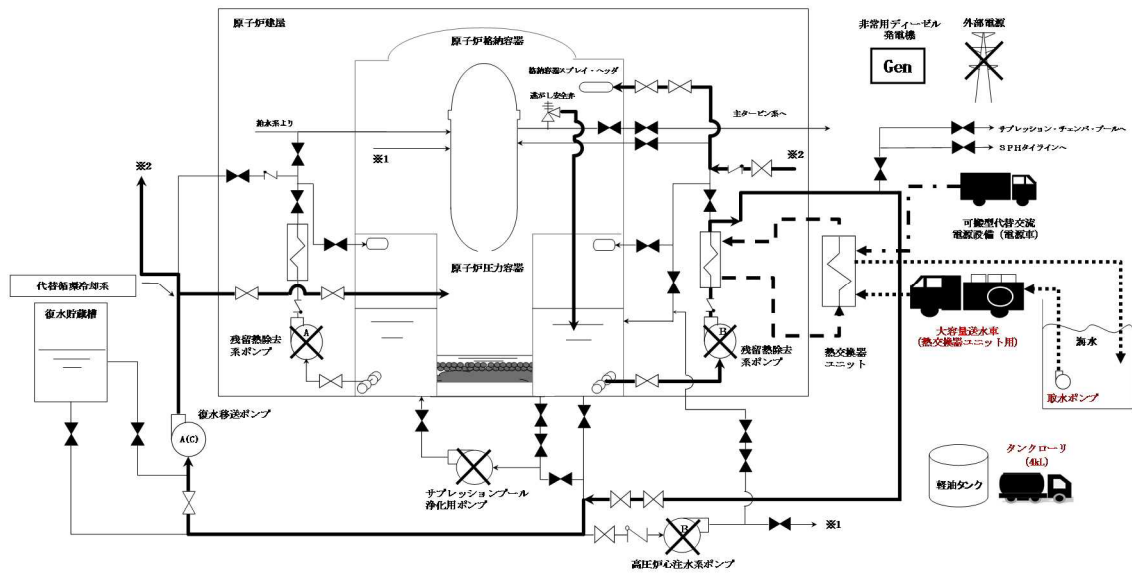 原子炉建屋
原子炉格納容器
格納容器スプレイ・ヘッダ
逃がし安全弁
非常用ディーゼル
発電機
Gen
外部電源
給水系より
主タービン系へ
サプレッション・チェンバ・プールへ
SPHタイラインへ
※1
※2
※2
可搬型代替交流
電源設備(電源車)
原子炉圧力容器
代替循環冷却系
復水貯蔵槽
A
残留熱除去
系ポンプ
B
残留熱除去
系ポンプ
熱交換器
ユニット
大容量送水車
(熱交換器ユニット用)
海水
取水ポンプ
復水移送ポンプ
A(C)
サプレッションプール
浄化用ポンプ
軽油タンク
タンクローリ
(4kL)
B
※1
高圧炉心注水系ポンプ